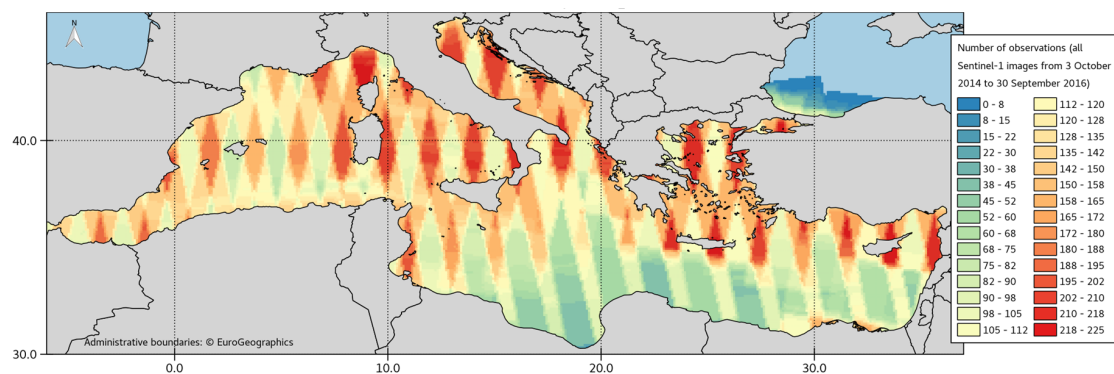 N
Number of observations (all
Sentinel-1 images from 3 October
2014 to 30 September 2016)
0 - 8 112 - 120
8 - 15 120 - 128
15 - 22 128 - 135
22 - 30 135 - 142
30 - 38 142 - 150
38 - 45 150 - 158
45 - 52 158 - 165
52 - 60 165 - 172
60 - 68 172 - 180
68 - 75 180 - 188
75 - 82 188 - 195
82 - 90 195 - 202
90 - 98 202 - 210
98 - 105 210 - 218
105 - 112 218 - 225
40.0
Administrative boundaries: © EuroGeographics
30.0
0.0 10.0 20.0 30.0